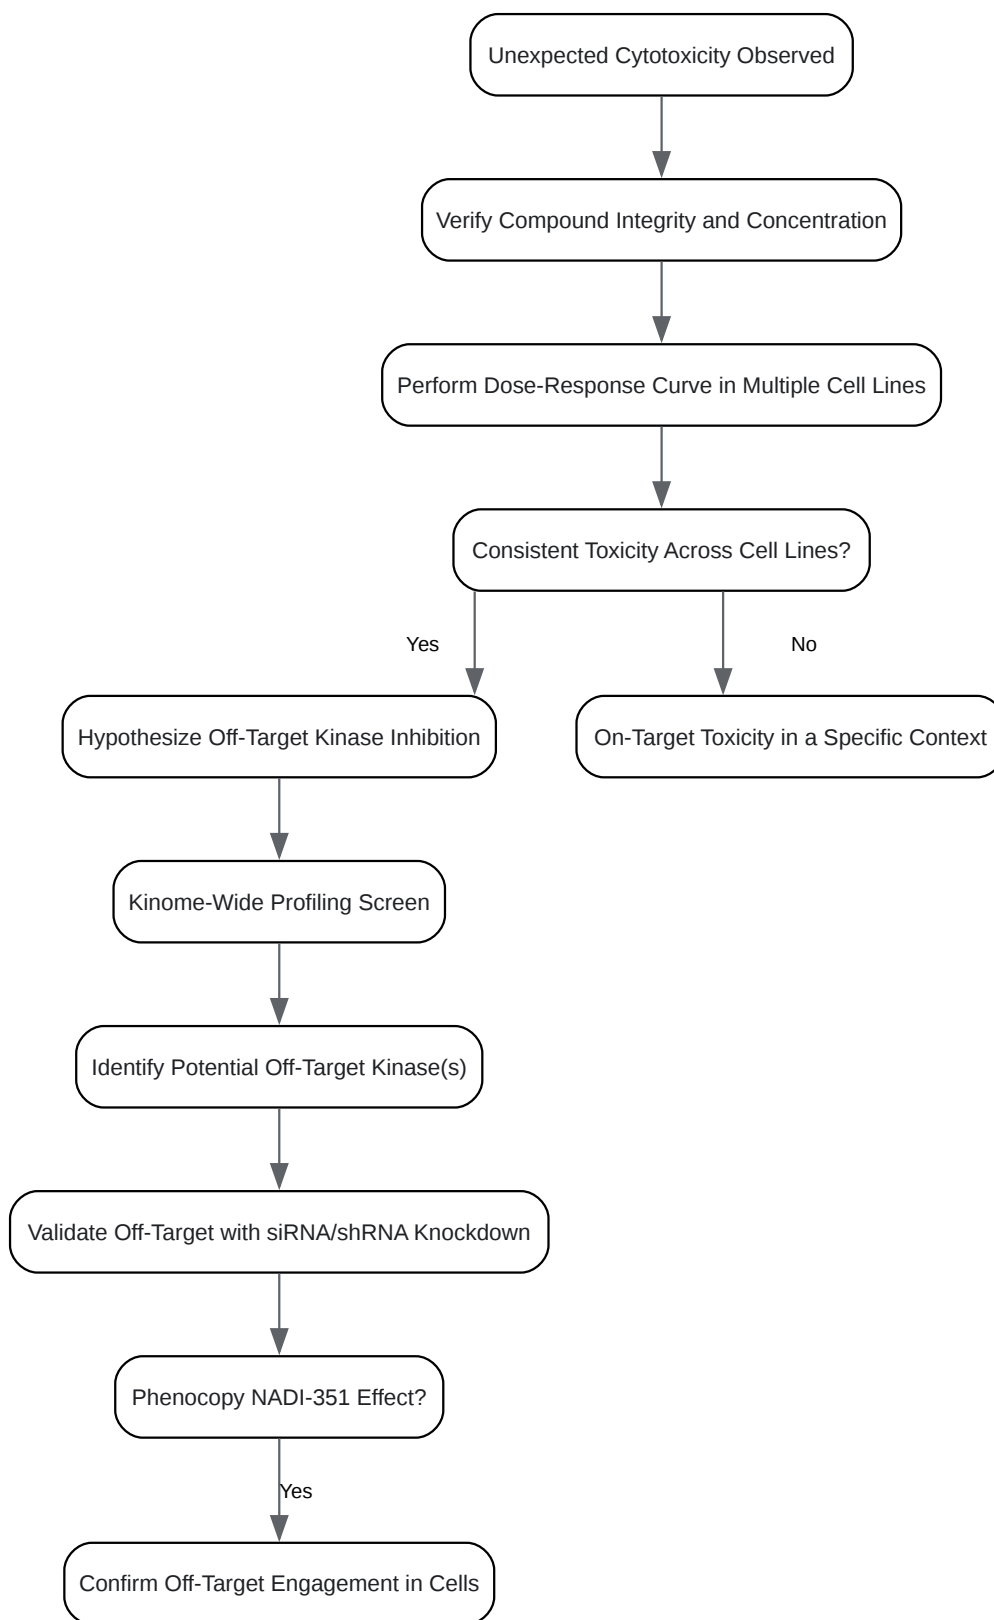 Unexpected Cytotoxicity Observed
Verify Compound Integrity and Concentration
Perform Dose-Response Curve in Multiple Cell Lines
Consistent Toxicity Across Cell Lines?
Yes
No
Hypothesize Off-Target Kinase Inhibition
On-Target Toxicity in a Specific Context
Kinome-Wide Profiling Screen
Identify Potential Off-Target Kinase(s)
Validate Off-Target with siRNA/shRNA Knockdown
Phenocopy NADI-351 Effect?
Yes
Confirm Off-Target Engagement in Cells